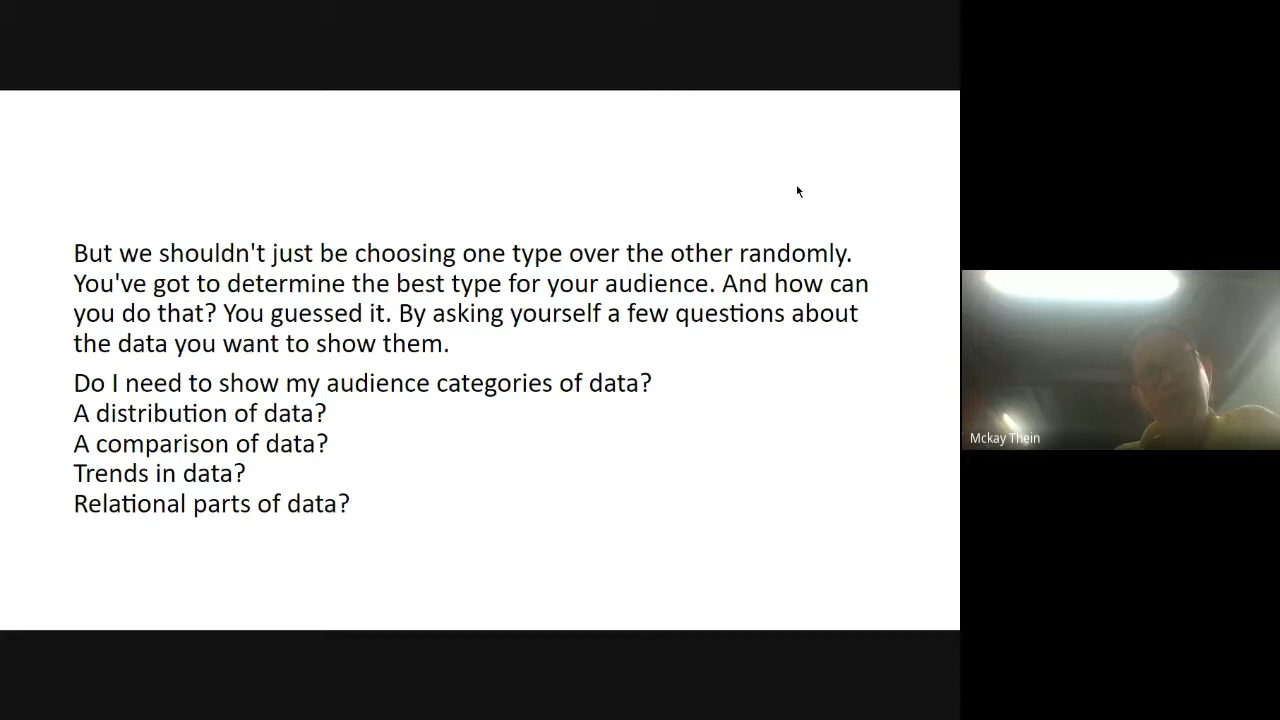 But we shouldn't just be choosing one type over the other randomly.
You've got to determine the best type for your audience. And how can
you do that? You guessed it. By asking yourself a few questions about
the data you want to show them.
Do I need to show my audience categories of data?
A distribution of data?
A comparison of data?
Trends in data?
Relational parts of data?
Mckay Thein